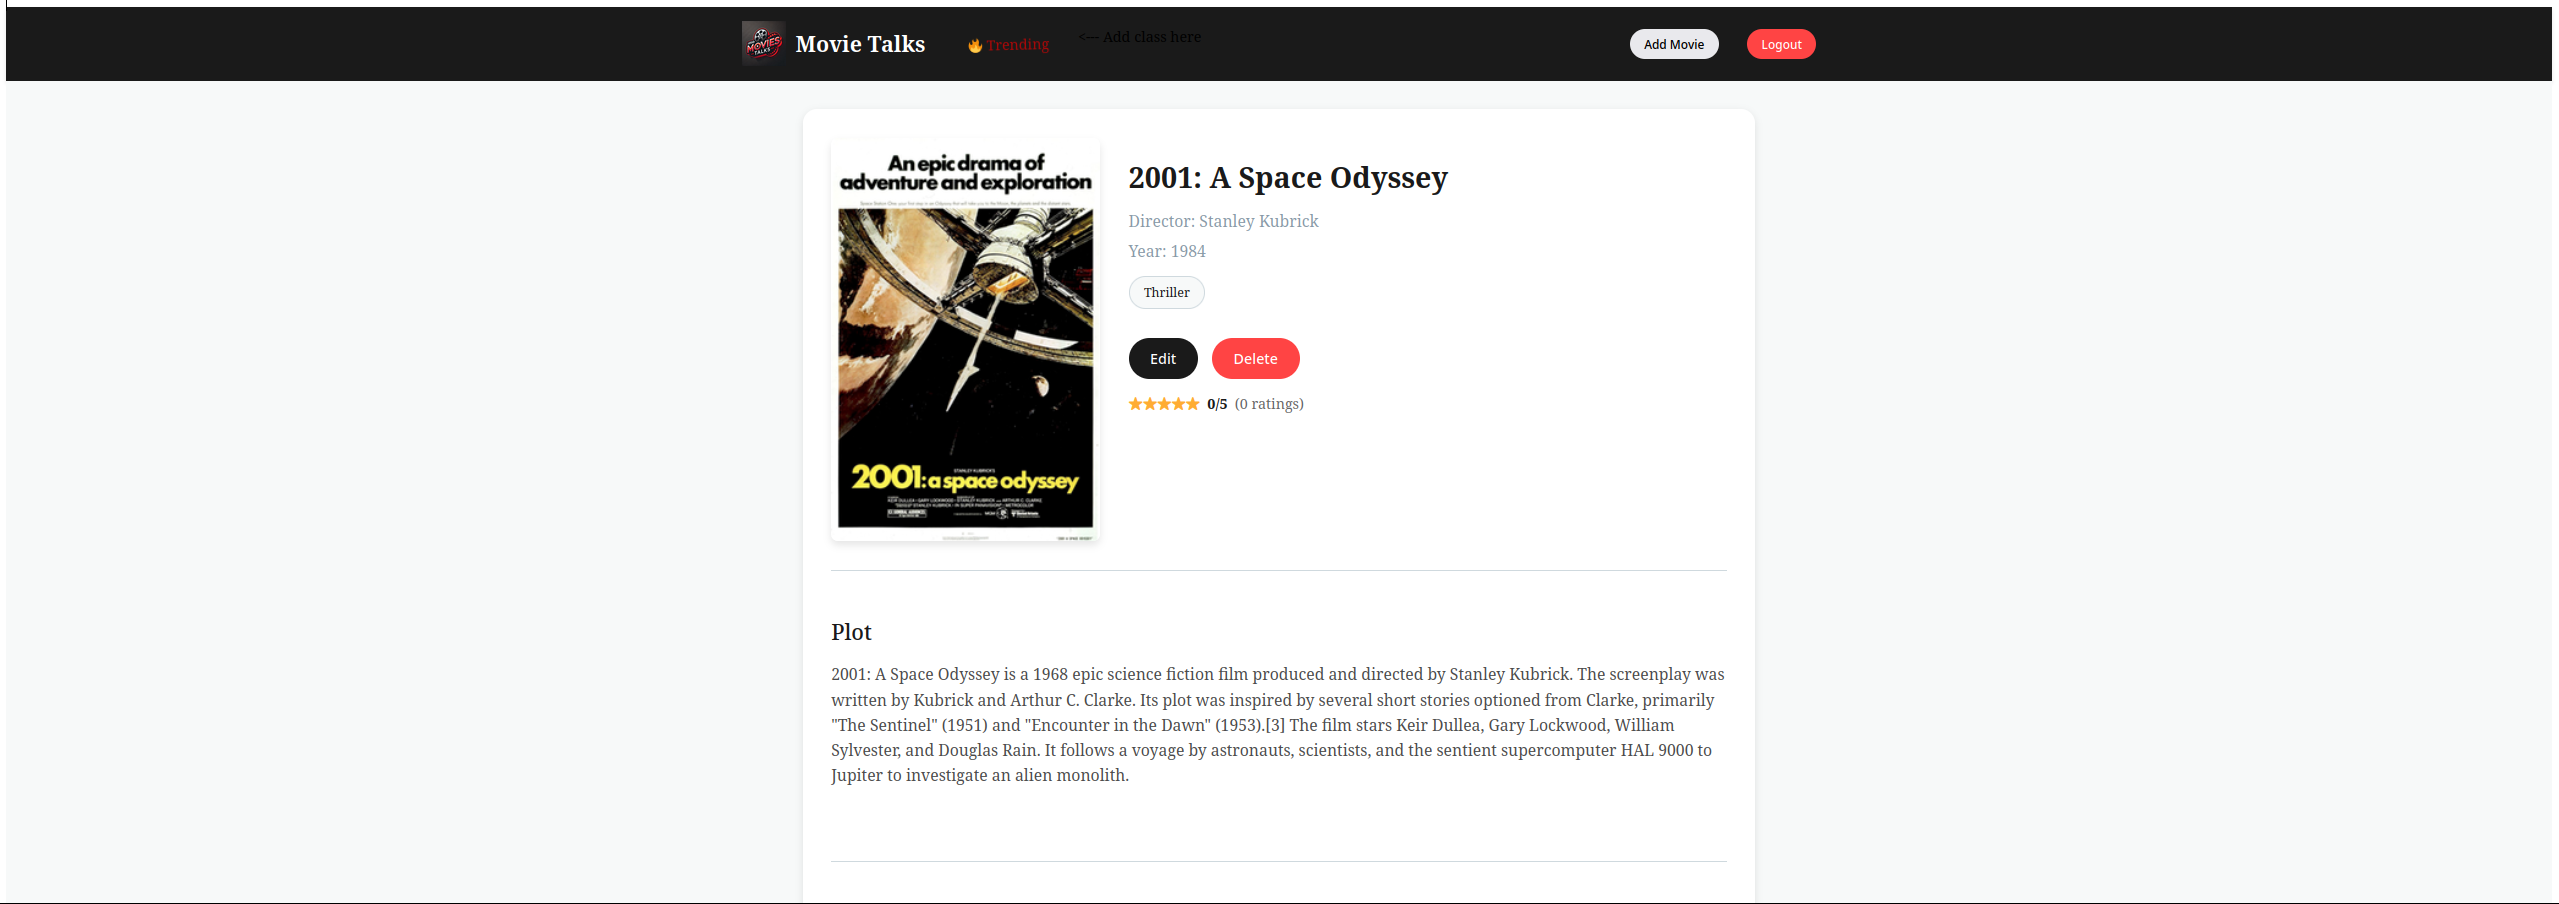 MOVIES
TALKS
Movie Talks
🔥 Trending
<--- Add class here
Add Movie
Logout
An epic drama of
adventure and exploration
2001: a space odyssey
2001: A Space Odyssey
Director: Stanley Kubrick
Year: 1984
Thriller
Edit
Delete
★★★★★ 0/5 (0 ratings)
Plot
2001: A Space Odyssey is a 1968 epic science fiction film produced and directed by Stanley Kubrick. The screenplay was
written by Kubrick and Arthur C. Clarke. Its plot was inspired by several short stories optioned from Clarke, primarily
"The Sentinel" (1951) and "Encounter in the Dawn" (1953).[3] The film stars Keir Dullea, Gary Lockwood, William
Sylvester, and Douglas Rain. It follows a voyage by astronauts, scientists, and the sentient supercomputer HAL 9000 to
Jupiter to investigate an alien monolith.